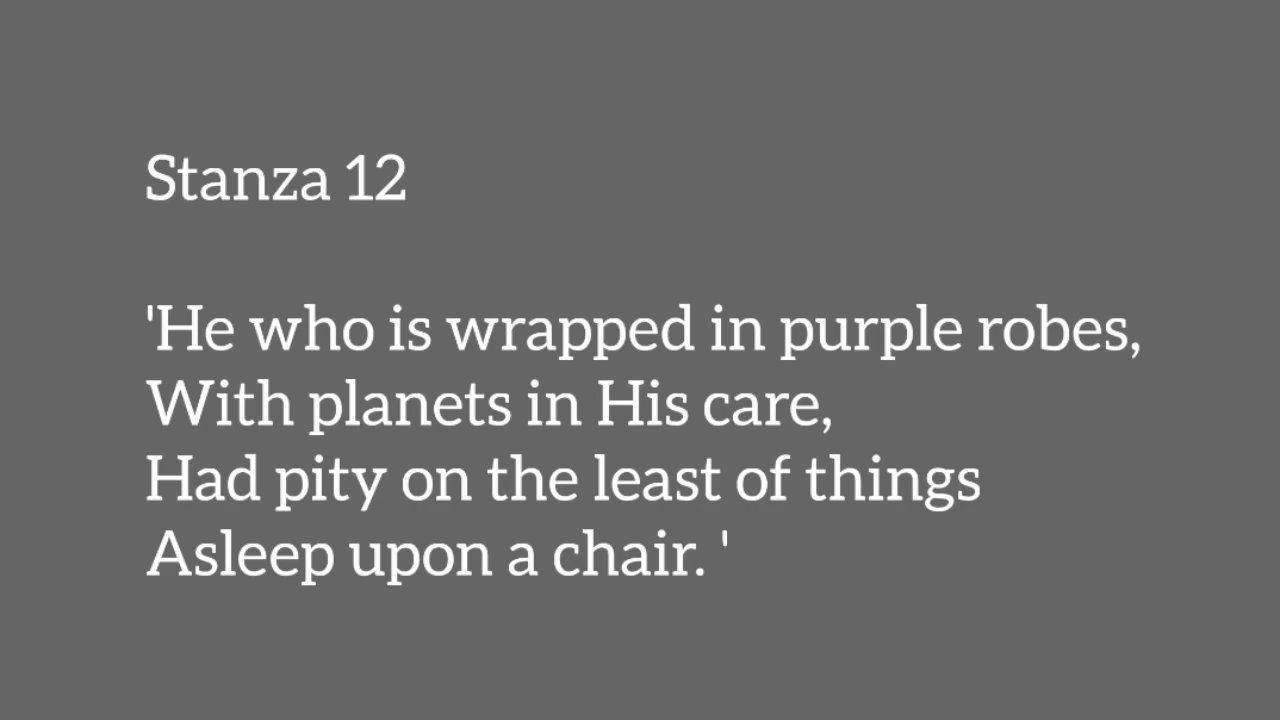 Stanza 12
'He who is wrapped in purple robes,
With planets in His care,
Had pity on the least of things
Asleep upon a chair. '